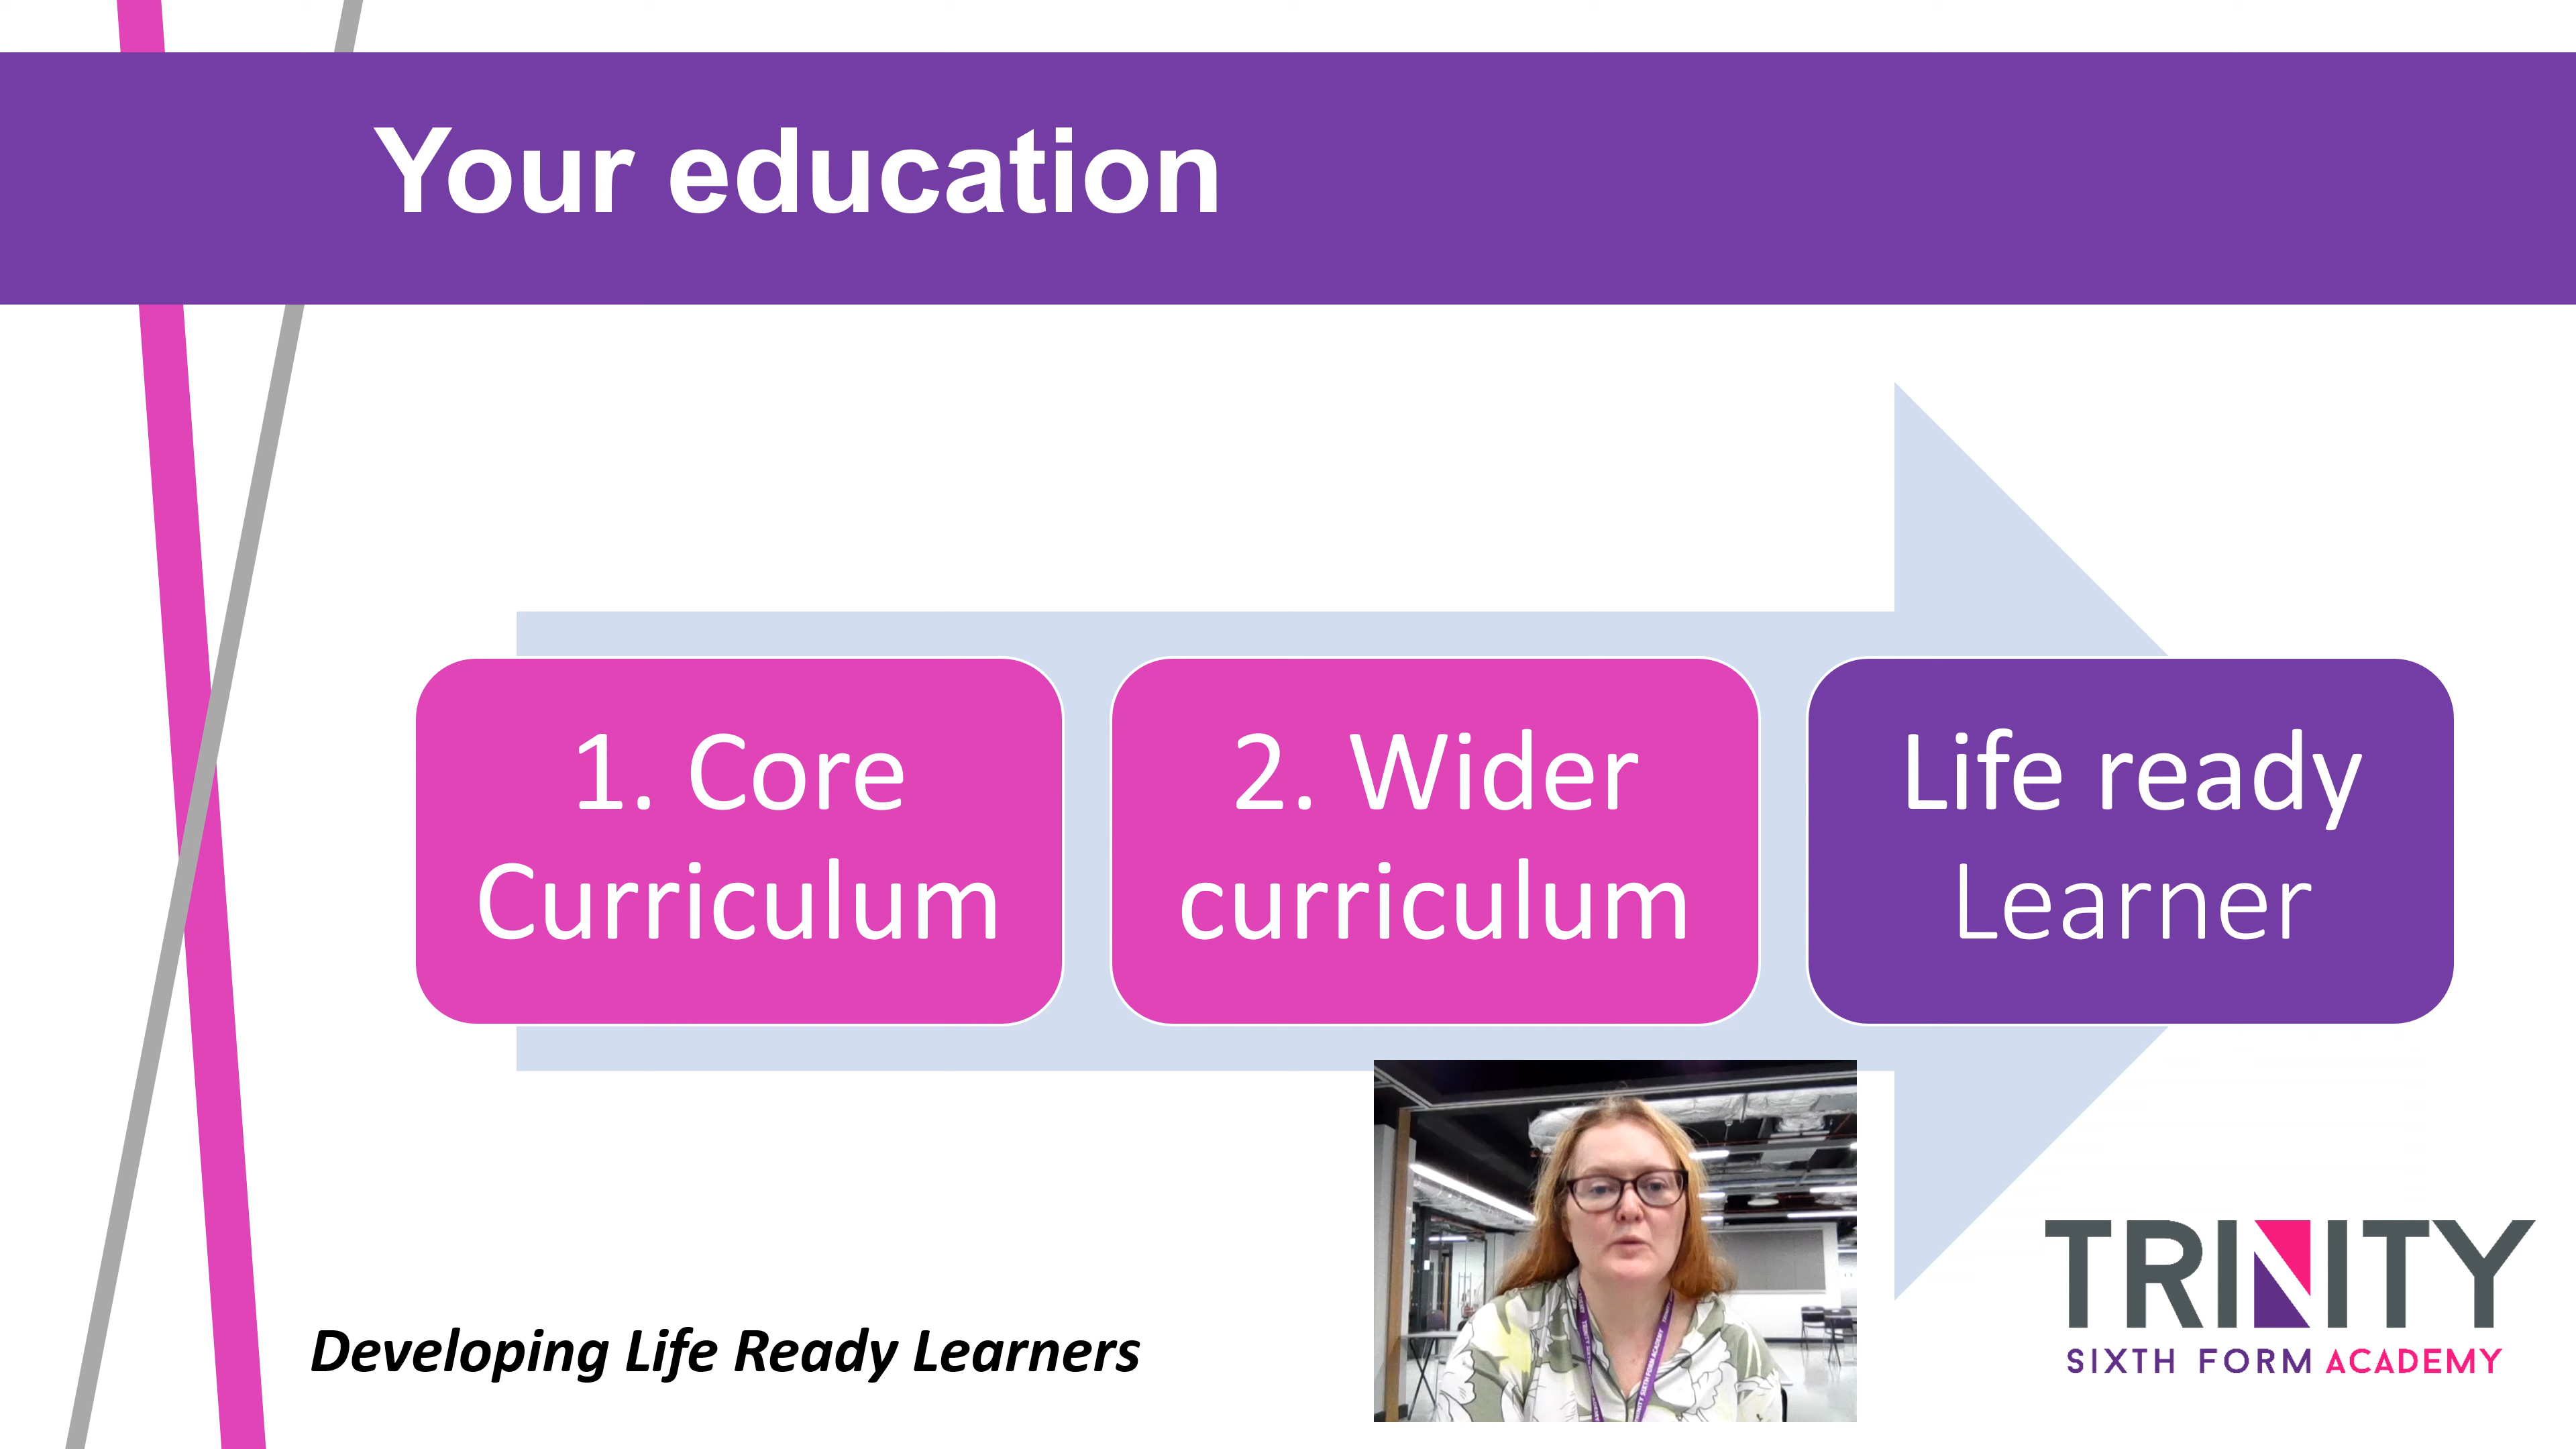 Your education
1. Core
Curriculum
2. Wider
curriculum
Life ready
Learner
Developing Life Ready Learners
TRINITY
SIXTH FORM ACADEMY